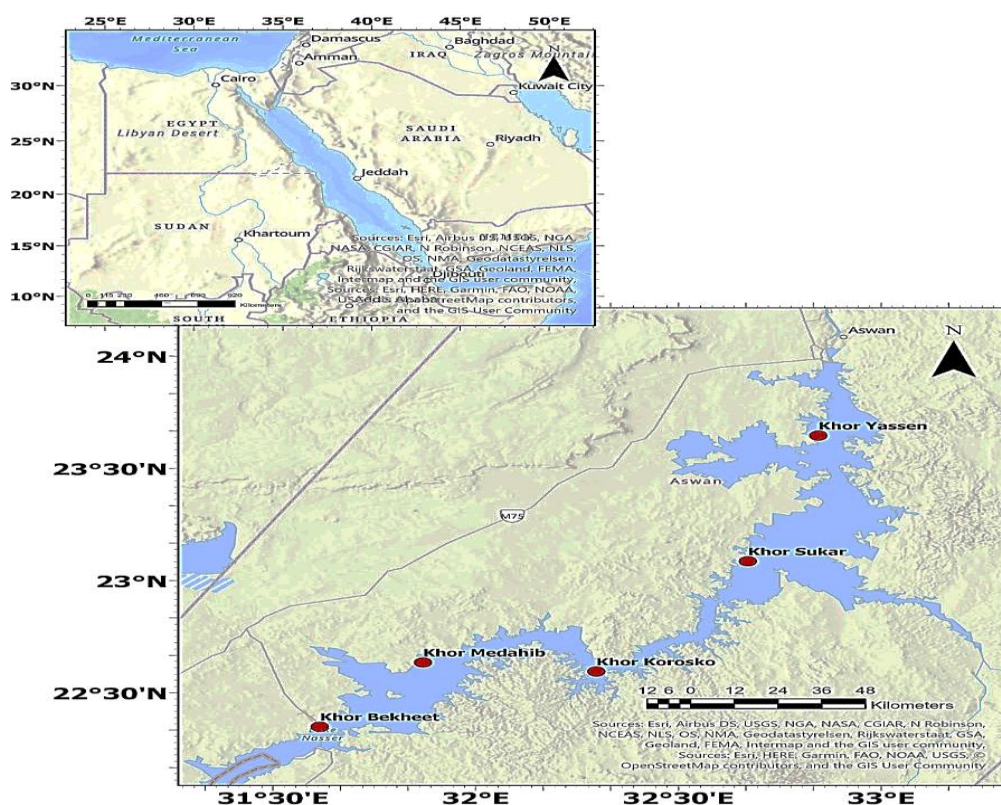 25°E 30°E 35°E 40°E 45°E 50°E
Mediterranean
Sea
Damascus
Baghdad
Amman
IRAQ
Zagros Mountai
N
30°N
Cairo
Kuwait City
EGYPT
Libyan Desert
25°N
SAUDI
ARABIA
Riyadh
Jeddah
20°N
SUDAN
Khartoum
15°N
Sources: Esri, Airbus DS, USGS, NGA,
NASA, CGIAR, N Robinson, NCEAS, NLS,
OS, NMA, Geodatastyrelsen,
Rijkswaterstaat, GSA, Geoland, FEMA,
Intermap and the GIS user community,
Djibouti
Sources: Esri, HERE, Garmin, FAO, NOAA,
USGS, © OpenStreetMap contributors,
and the GIS User Community
Addis Ababa
10°N
Kilometers
SOUTH
ETHIOPIA
Aswan
N
24°N
Khor Yassen
23°30'N
Aswan
M75
Khor Sukar
23°N
Khor Medahib
Khor Korosko
22°30'N
12 6 0 12 24 36 48
Kilometers
Khor Bekheet
Nasser
Sources: Esri, Airbus DS, USGS, NGA, NASA, CGIAR, N Robinson,
NCEAS, NLS, OS, NMA, Geodatastyrelsen, Rijkswaterstaat, GSA,
Geoland, FEMA, Intermap and the GIS user community,
Sources: Esri, HERE, Garmin, FAO, NOAA, USGS, ©
OpenStreetMap contributors, and the GIS User Community
31°30'E 32°E 32°30'E 33°E